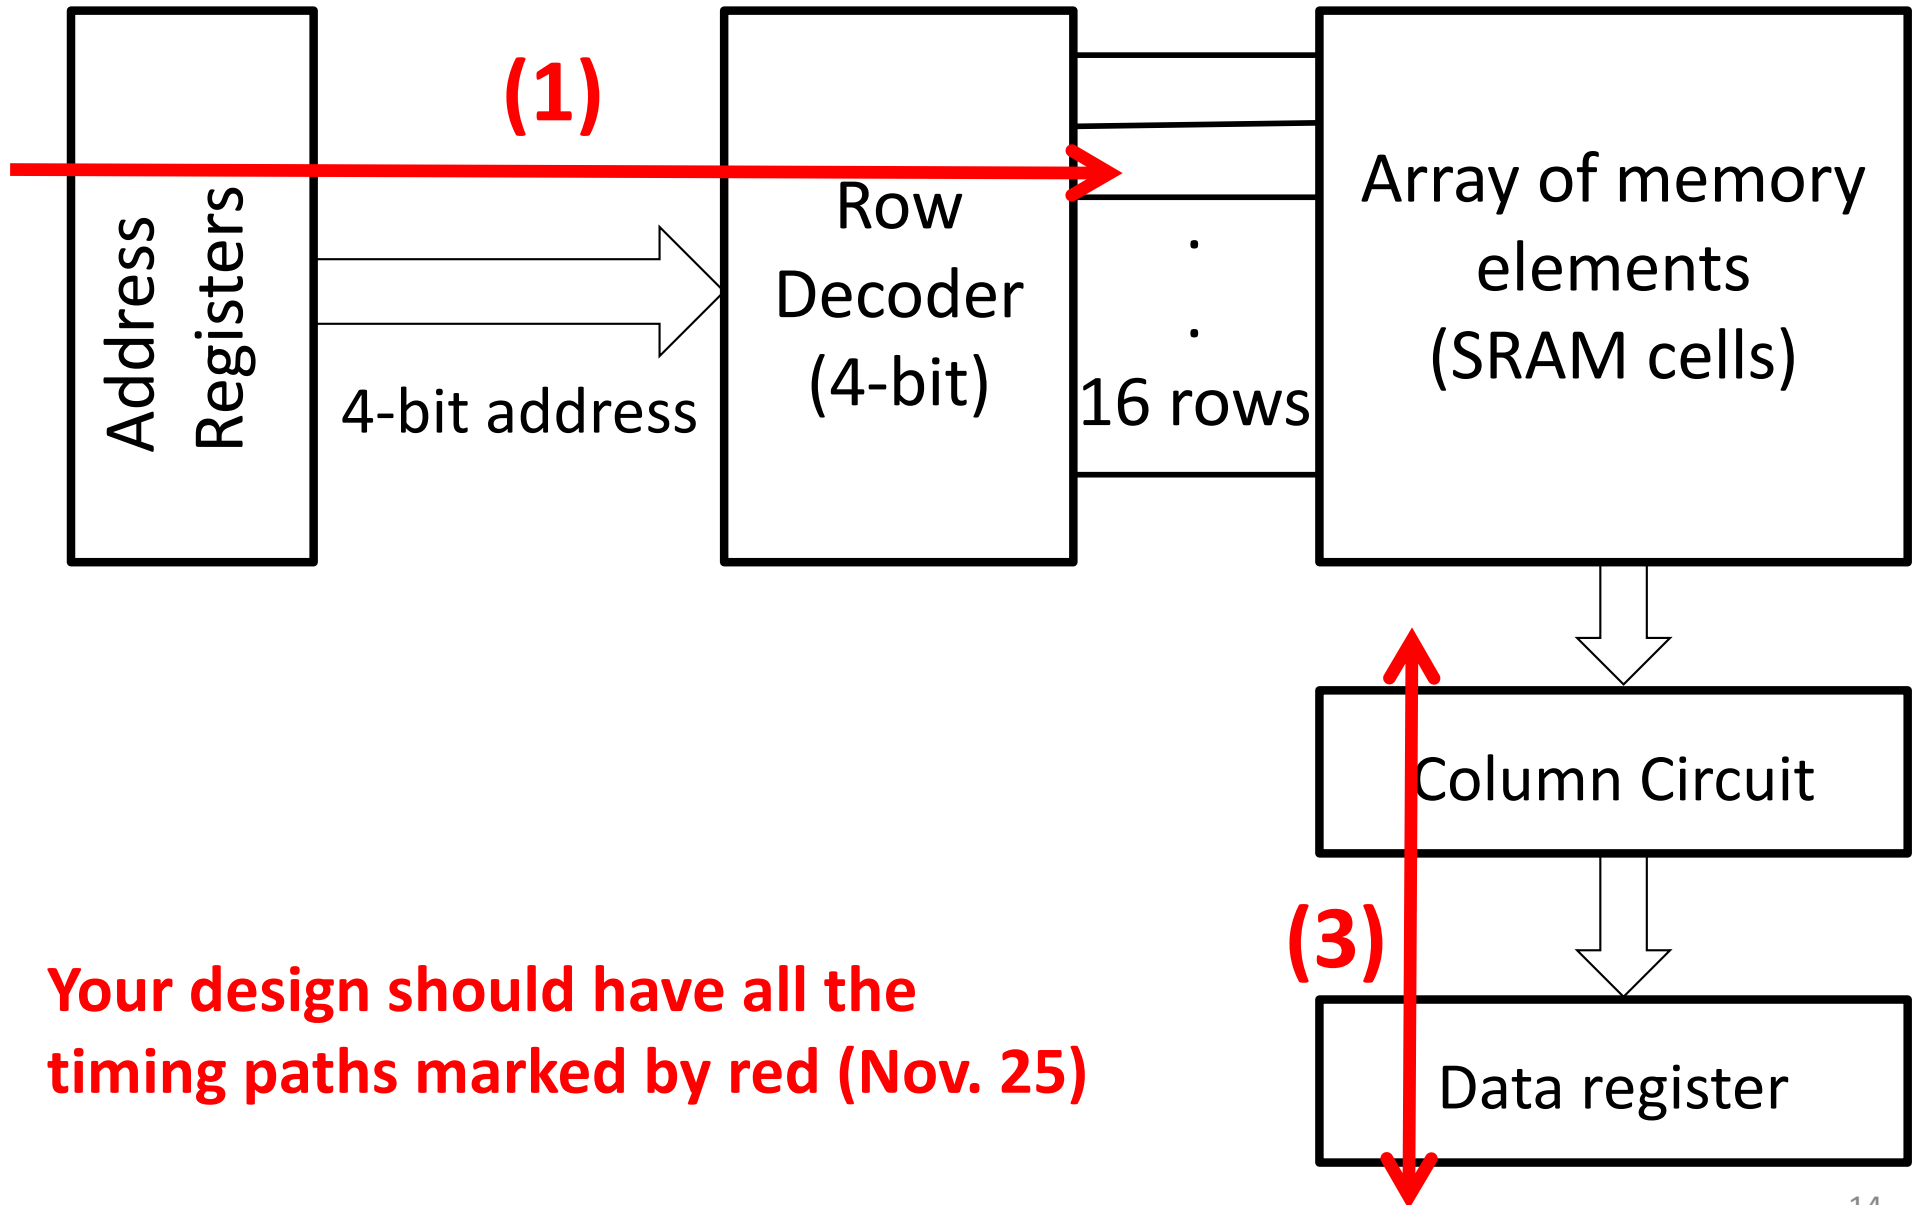 (1)
Address
Registers
4-bit address
Row
Decoder
(4-bit)
.
.
16 rows
Array of memory
elements
(SRAM cells)
Column Circuit
(3)
Data register
Your design should have all the
timing paths marked by red (Nov. 25)
14